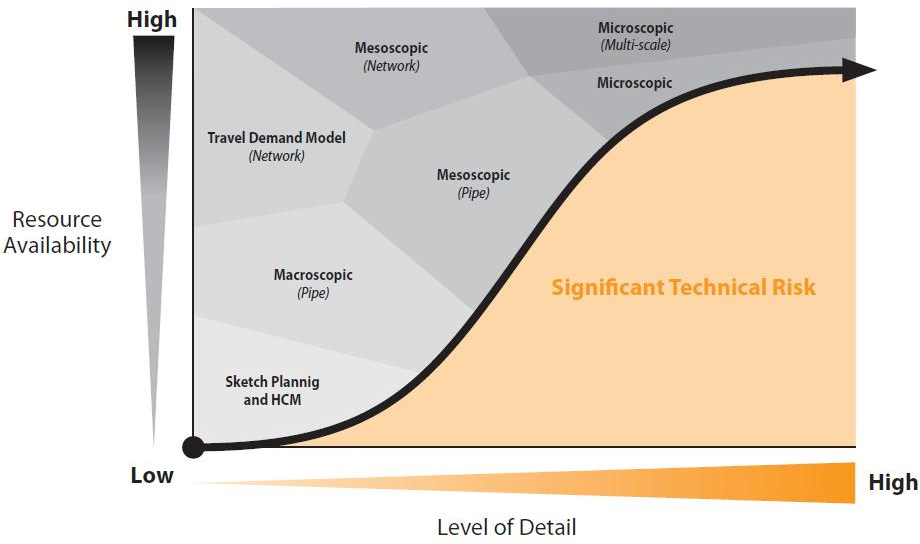 High
Microscopic
(Multi-scale)
Mesoscopic
(Network)
Microscopic
Travel Demand Model
(Network)
Mesoscopic
(Pipe)
Resource
Availability
Macroscopic
(Pipe)
Significant Technical Risk
Sketch Plannig
and HCM
Low
High
Level of Detail